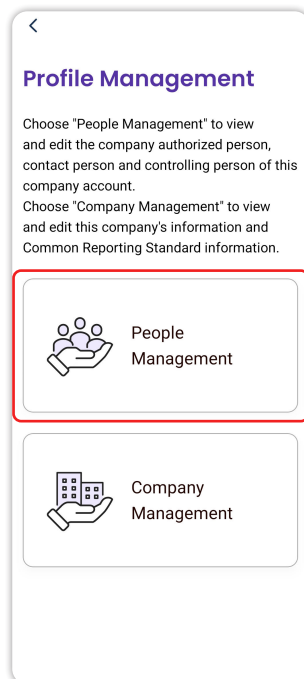 Profile Management
Choose "People Management" to view
and edit the company authorized person,
contact person and controlling person of this
company account.
Choose "Company Management" to view
and edit this company's information and
Common Reporting Standard information.
People
Management
Company
Management